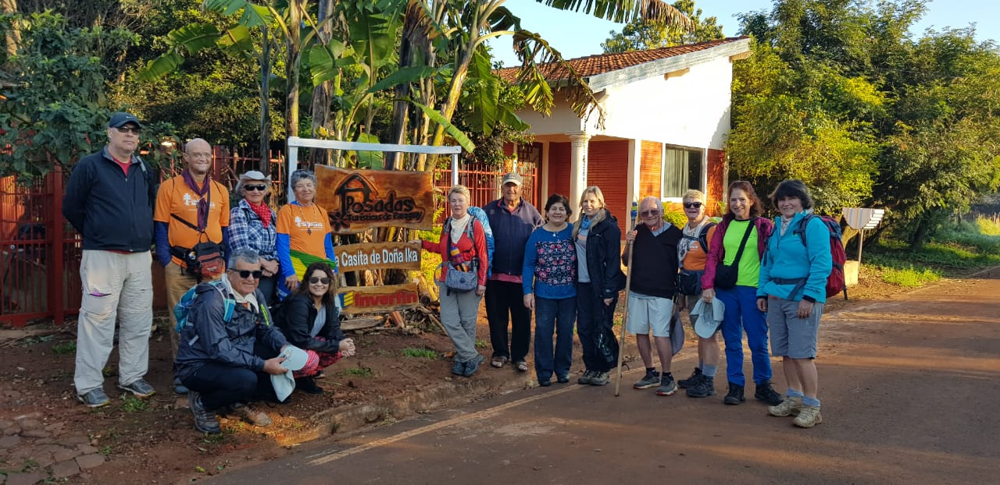 Posadas
Turísticas de Paraguay
Casita de Doña Ika
Inverfin